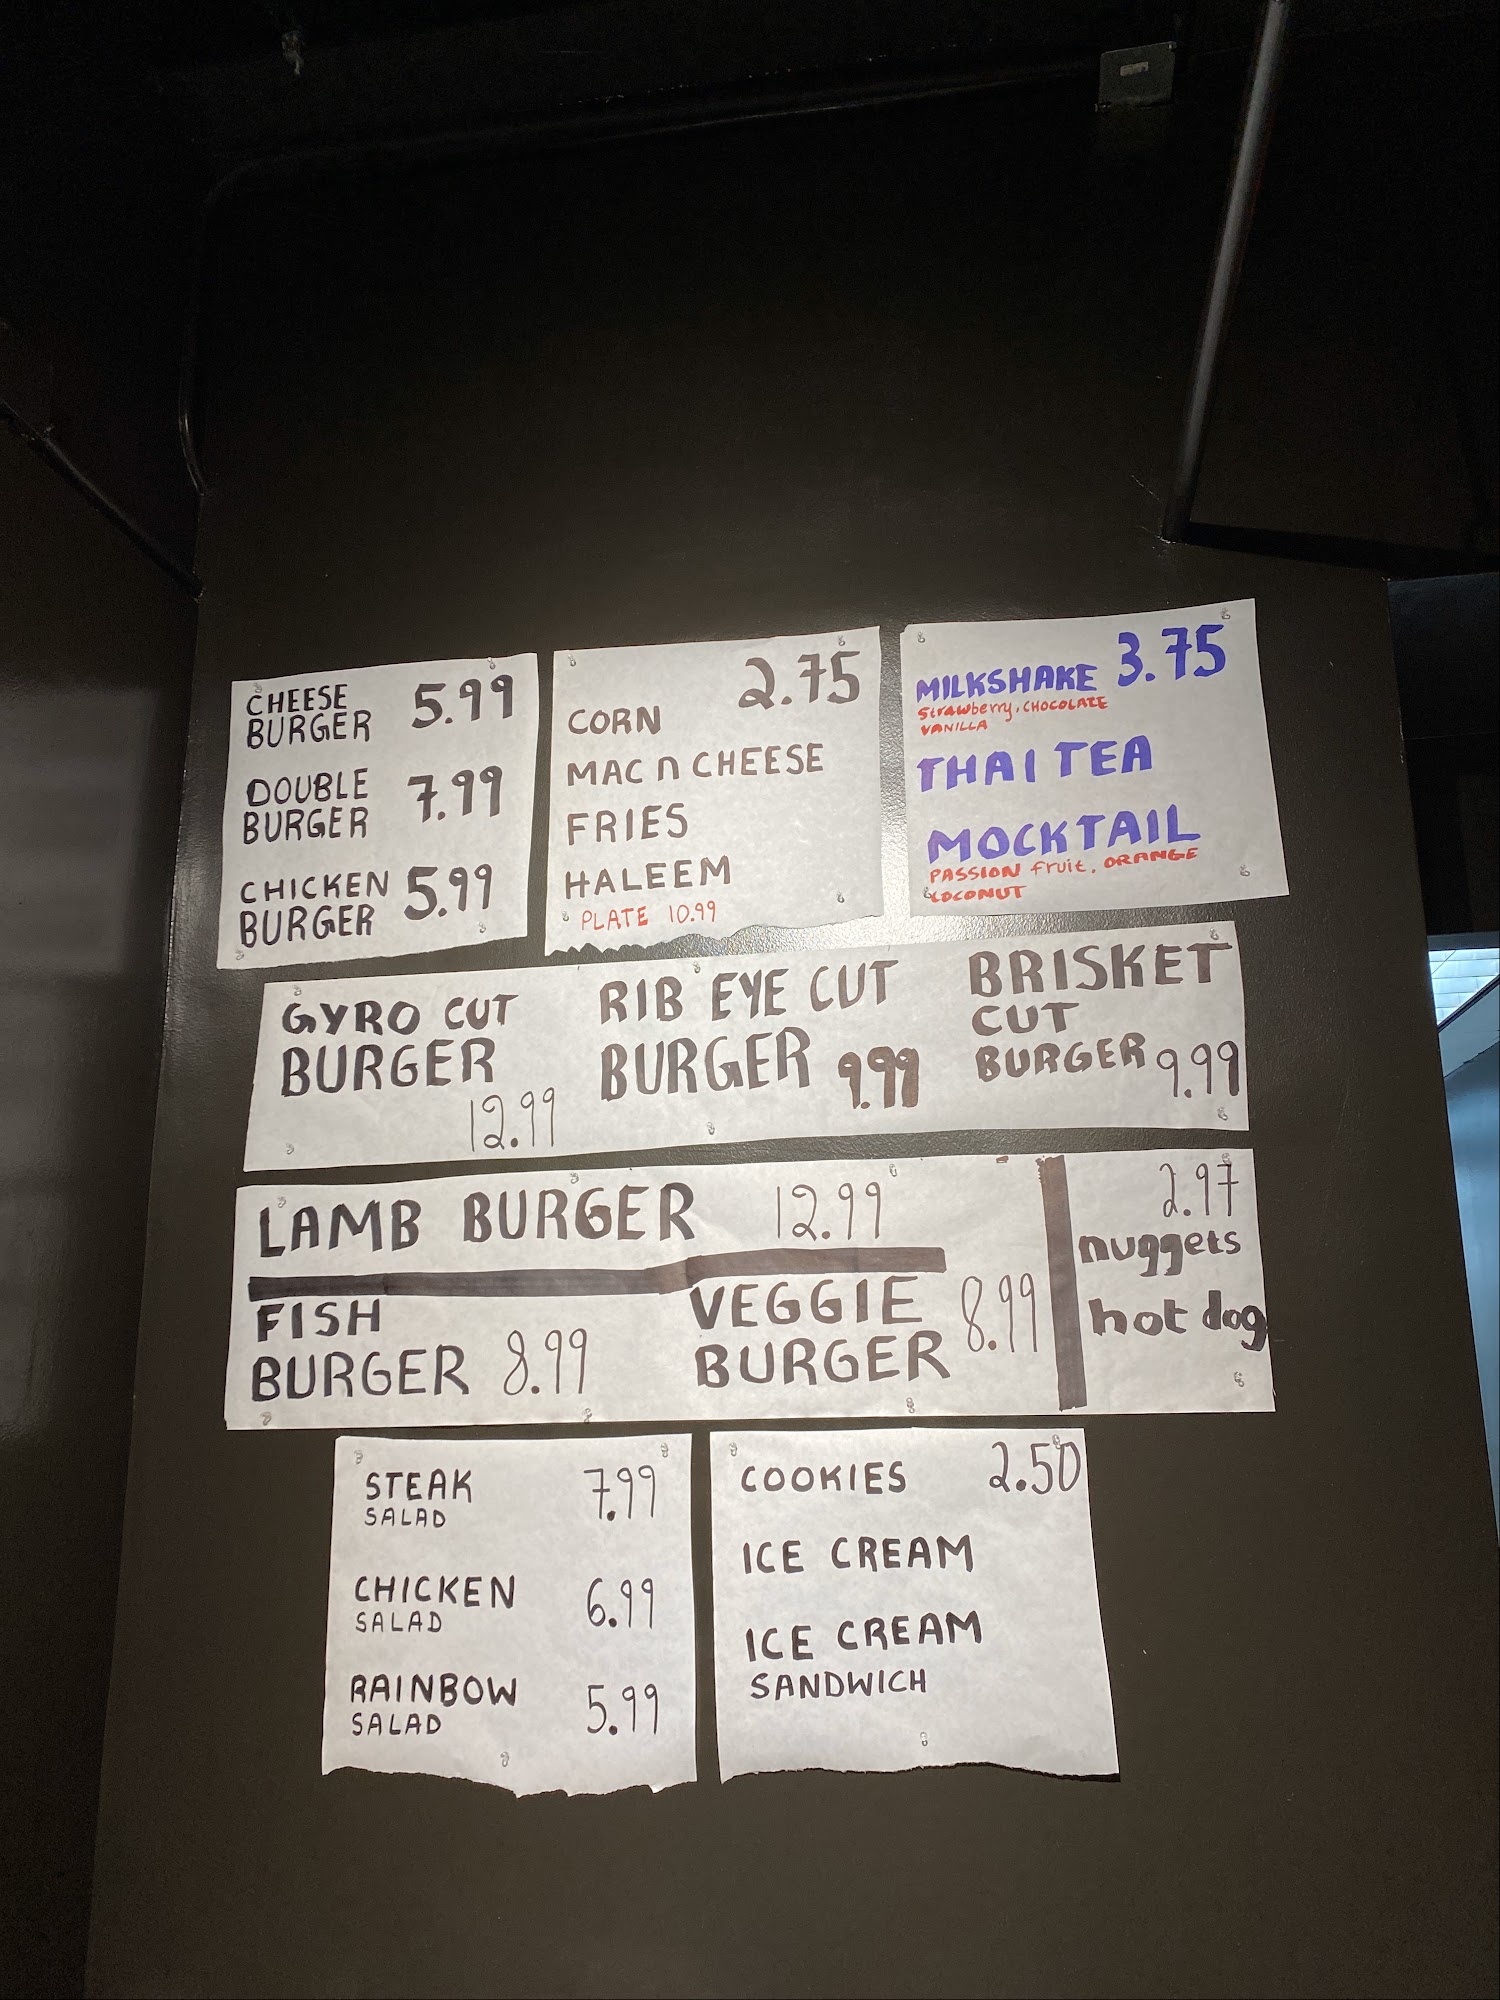 CHEESE
BURGER 5.99
DOUBLE
BURGER 7.99
CHICKEN
BURGER 5.99
2.75
CORN
MAC n CHEESE
FRIES
HALEEM
PLATE 10.99
MILKSHAKE 3.75
Strawberry, CHOCOLATE
VANILLA
THAI TEA
MOCKTAIL
PASSION fruit, ORANGE
COCONUT
GYRO CUT
BURGER
12.99
RIB EYE CUT
BURGER 9.99
BRISKET
CUT
BURGER 9.99
LAMB BURGER 12.99
FISH
BURGER 8.99
VEGGIE
BURGER 8.99
2.97
nuggets
hot dog
STEAK 7.99
SALAD
CHICKEN 6.99
SALAD
RAINBOW 5.99
SALAD
COOKIES 2.50
ICE CREAM
ICE CREAM
SANDWICH